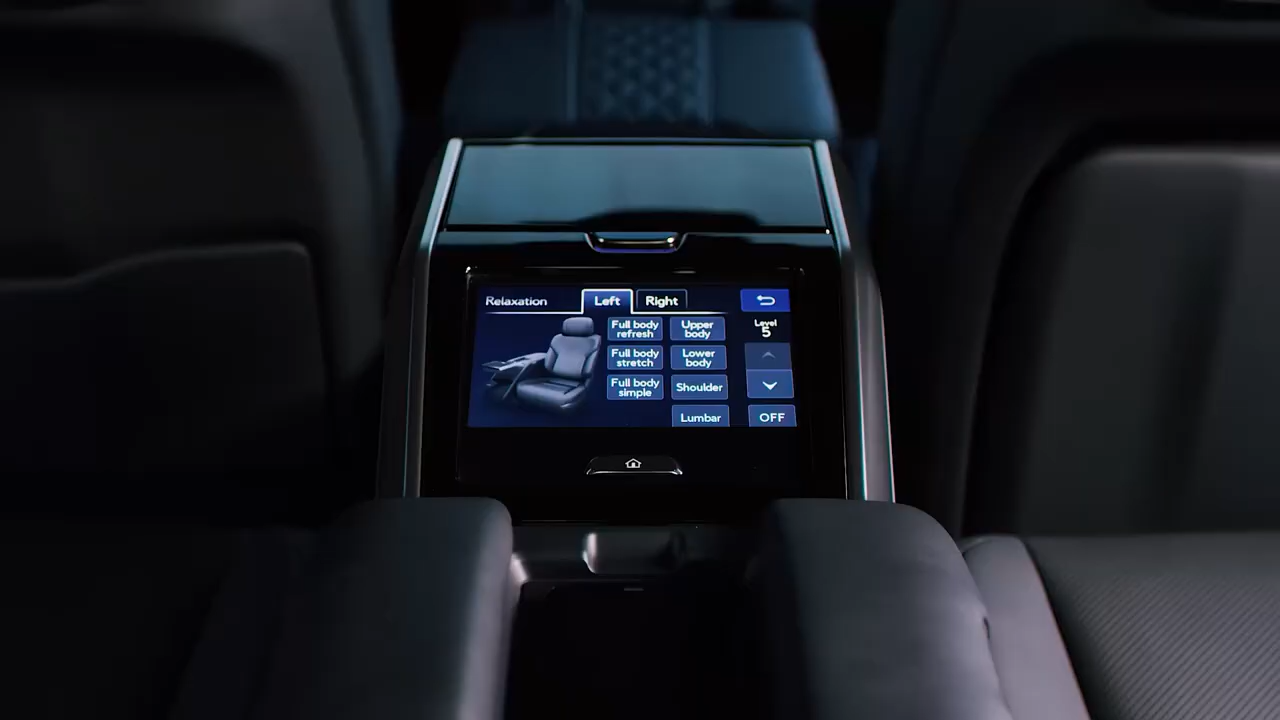 Relaxation Left Right
Level
5
Full body
refresh
Upper
body
Full body
stretch
Lower
body
Full body
simple
Shoulder
Lumbar
OFF